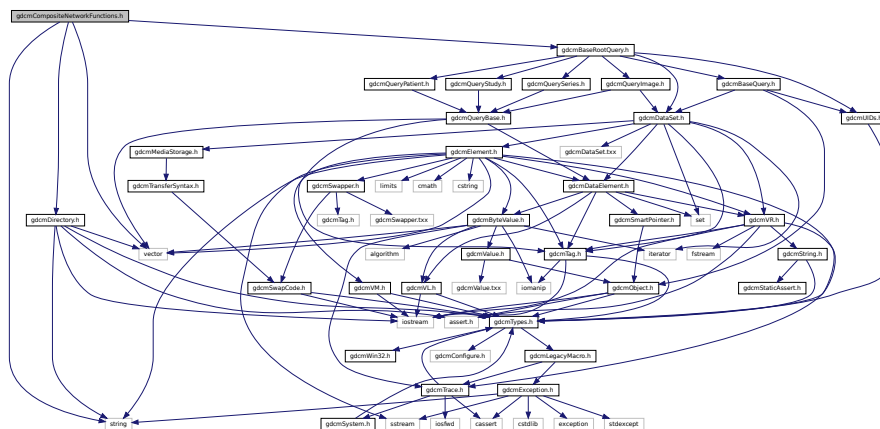 gdcmCompositeNetworkFunctions.h
gdcmBaseRootQuery.h
gdcmQueryPatient.h
gdcmQueryStudy.h
gdcmQuerySeries.h
gdcmQueryImage.h
gdcmBaseQuery.h
gdcmQueryBase.h
gdcmDataSet.h
gdcmUIDs.h
gdcmMediaStorage.h
gdcmElement.h
gdcmDataSet.txx
gdcmTransferSyntax.h
gdcmSwapper.h
limits
cmath
cstring
gdcmDataElement.h
gdcmDirectory.h
gdcmTag.h
gdcmSwapper.txx
gdcmByteValue.h
gdcmSmartPointer.h
set
gdcmVR.h
vector
algorithm
gdcmValue.h
gdcmTag.h
iterator
fstream
gdcmString.h
gdcmSwapCode.h
gdcmVM.h
gdcmVL.h
gdcmValue.txx
iomanip
gdcmObject.h
gdcmStaticAssert.h
iostream
assert.h
gdcmTypes.h
gdcmWin32.h
gdcmConfigure.h
gdcmLegacyMacro.h
gdcmTrace.h
gdcmException.h
string
gdcmSystem.h
sstream
iosfwd
cassert
cstdlib
exception
stdexcept